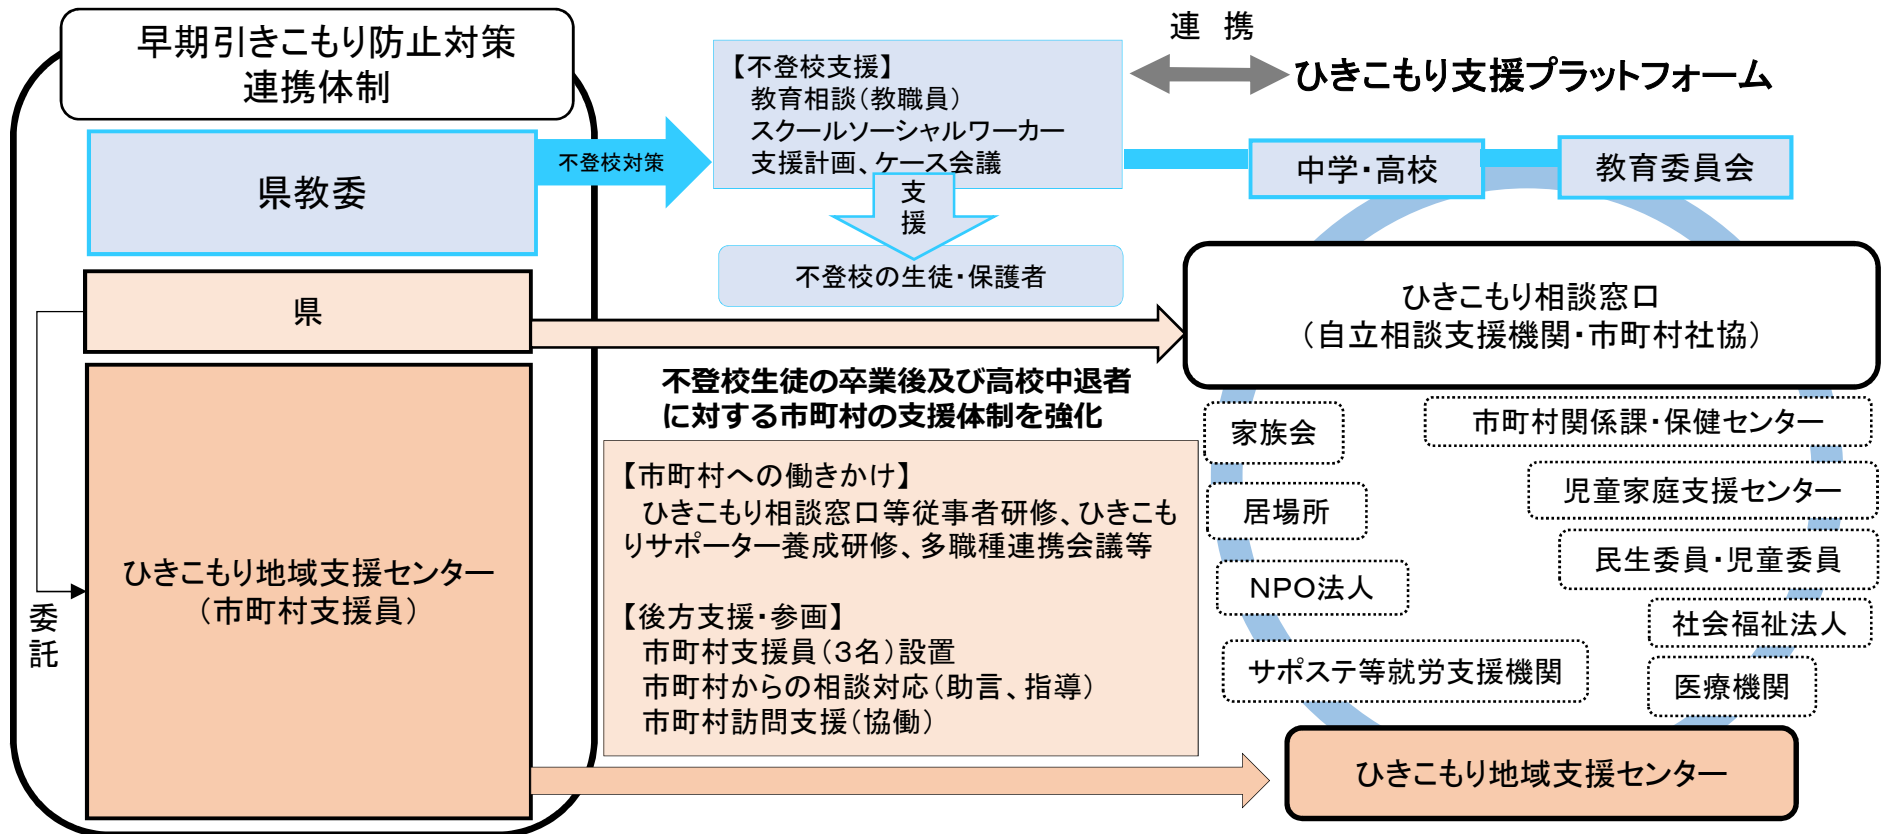 早期引きこもり防止対策
連携体制
県教委
不登校対策
県
ひきこもり地域支援センター
(市町村支援員)
委
託
【不登校支援】
教育相談(教職員)
スクールソーシャルワーカー
支援計画、ケース会議
支
援
不登校の生徒・保護者
不登校生徒の卒業後及び高校中退者
に対する市町村の支援体制を強化
【市町村への働きかけ】
ひきこもり相談窓口等従事者研修、ひきこも
りサポーター養成研修、多職種連携会議等
【後方支援・参画】
市町村支援員(3名)設置
市町村からの相談対応(助言、指導)
市町村訪問支援(協働)
連 携
ひきこもり支援プラットフォーム
中学・高校
教育委員会
ひきこもり相談窓口
(自立相談支援機関・市町村社協)
家族会
市町村関係課・保健センター
居場所
児童家庭支援センター
NPO法人
民生委員・児童委員
社会福祉法人
サポステ等就労支援機関
医療機関
ひきこもり地域支援センター